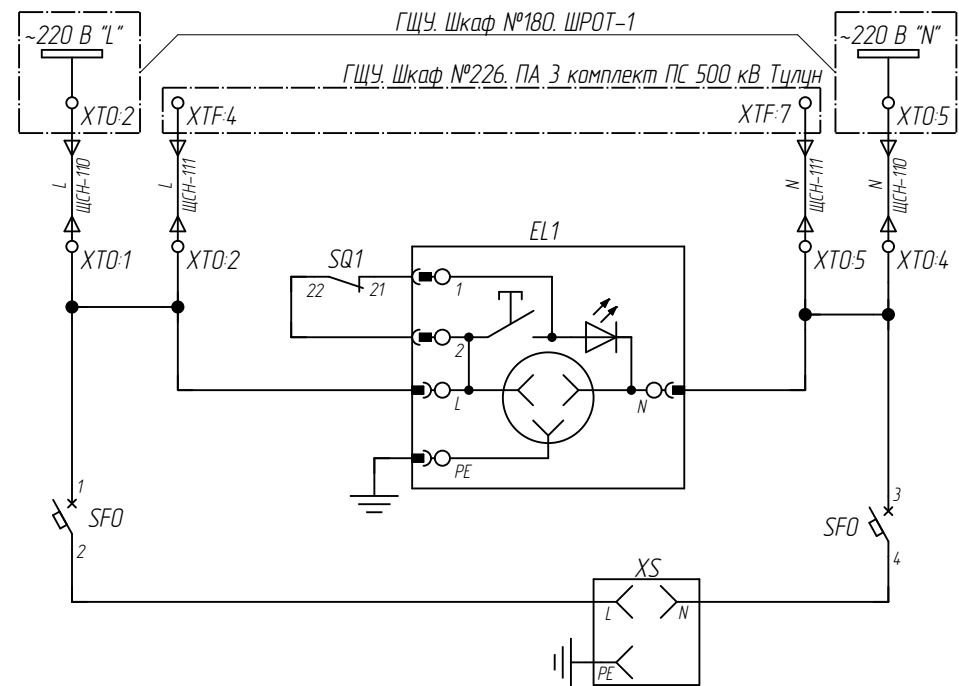 ГЩУ. Шкаф №180. ШРОТ-1
~220 В "L"
~220 В "N"
ГЩУ. Шкаф №226. ПА 3 комплект ПС 500 кВ Тулун
XT0:2
XTF:4
XTF:7
XT0:5
L
ЩСН-110
L
ЩСН-111
N
ЩСН-111
N
ЩСН-110
XT0:1
XT0:2
XT0:5
XT0:4
EL1
SQ1
22
21
1
2
L
N
PE
1
SF0
2
3
SF0
4
XS
L
N
PE